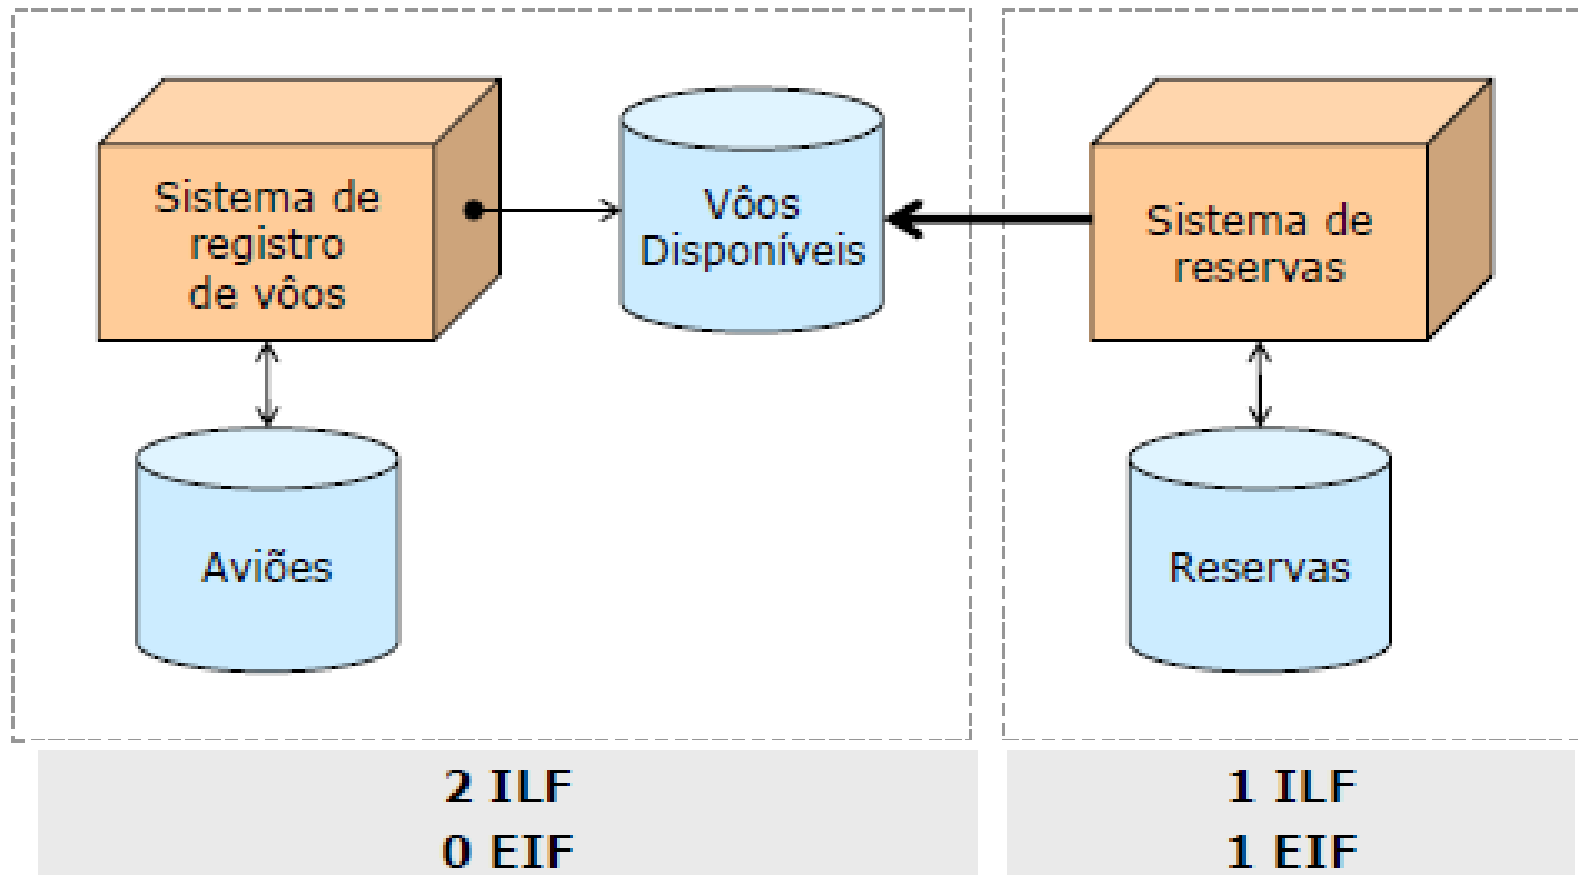 Sistema de
registro
de vôos
Vôos
Disponíveis
Sistema de
reservas
Aviões
Reservas
2 ILF
0 EIF
1 ILF
1 EIF